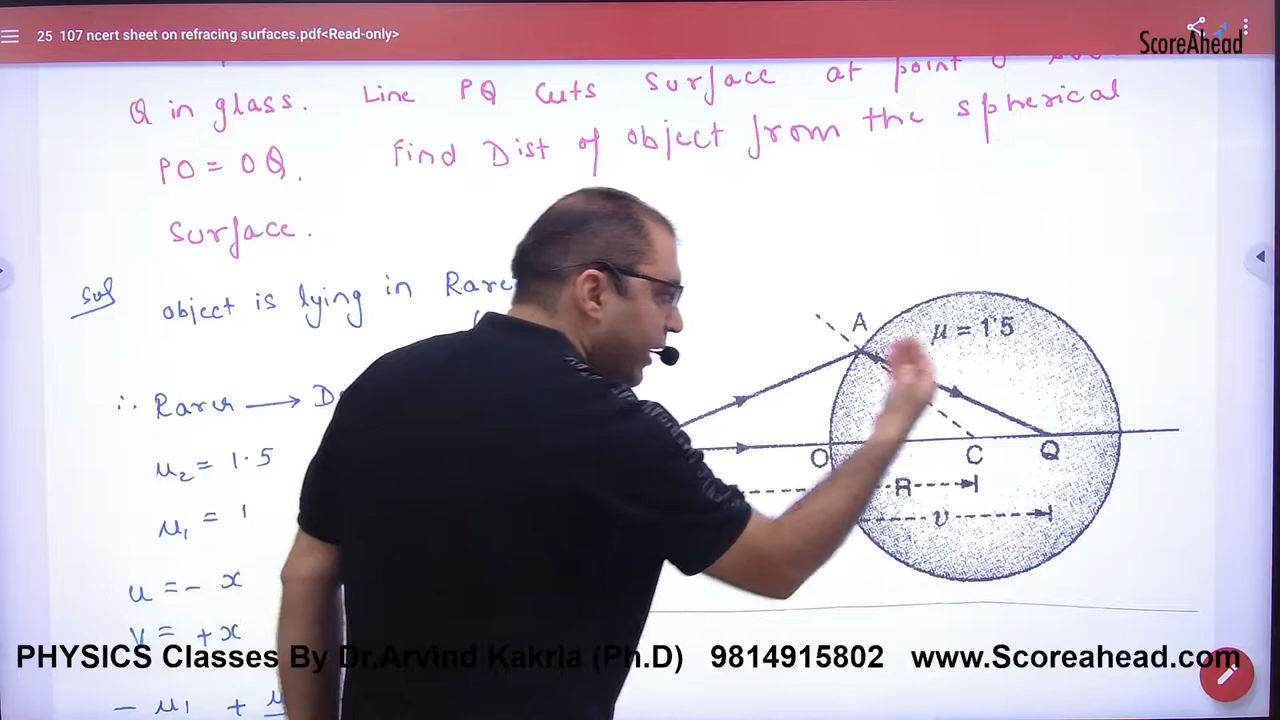 25 107 ncert sheet on refracing surfaces.pdf<Read-only>
ScoreAhead
Q in glass. Line PQ cuts surface at point O
PO = OQ. Find Dist of object from the spherical
Surface.
Sol object is lying in Rarer
∴ Rarer → D
μ2 = 1.5
μ1 = 1
u = - x
v = + x
- μ1 +
A
μ = 1.5
O
C
Q
R
υ
PHYSICS Classes By Dr.Arvind Kakria (Ph.D) 9814915802 www.Scoreahead.com